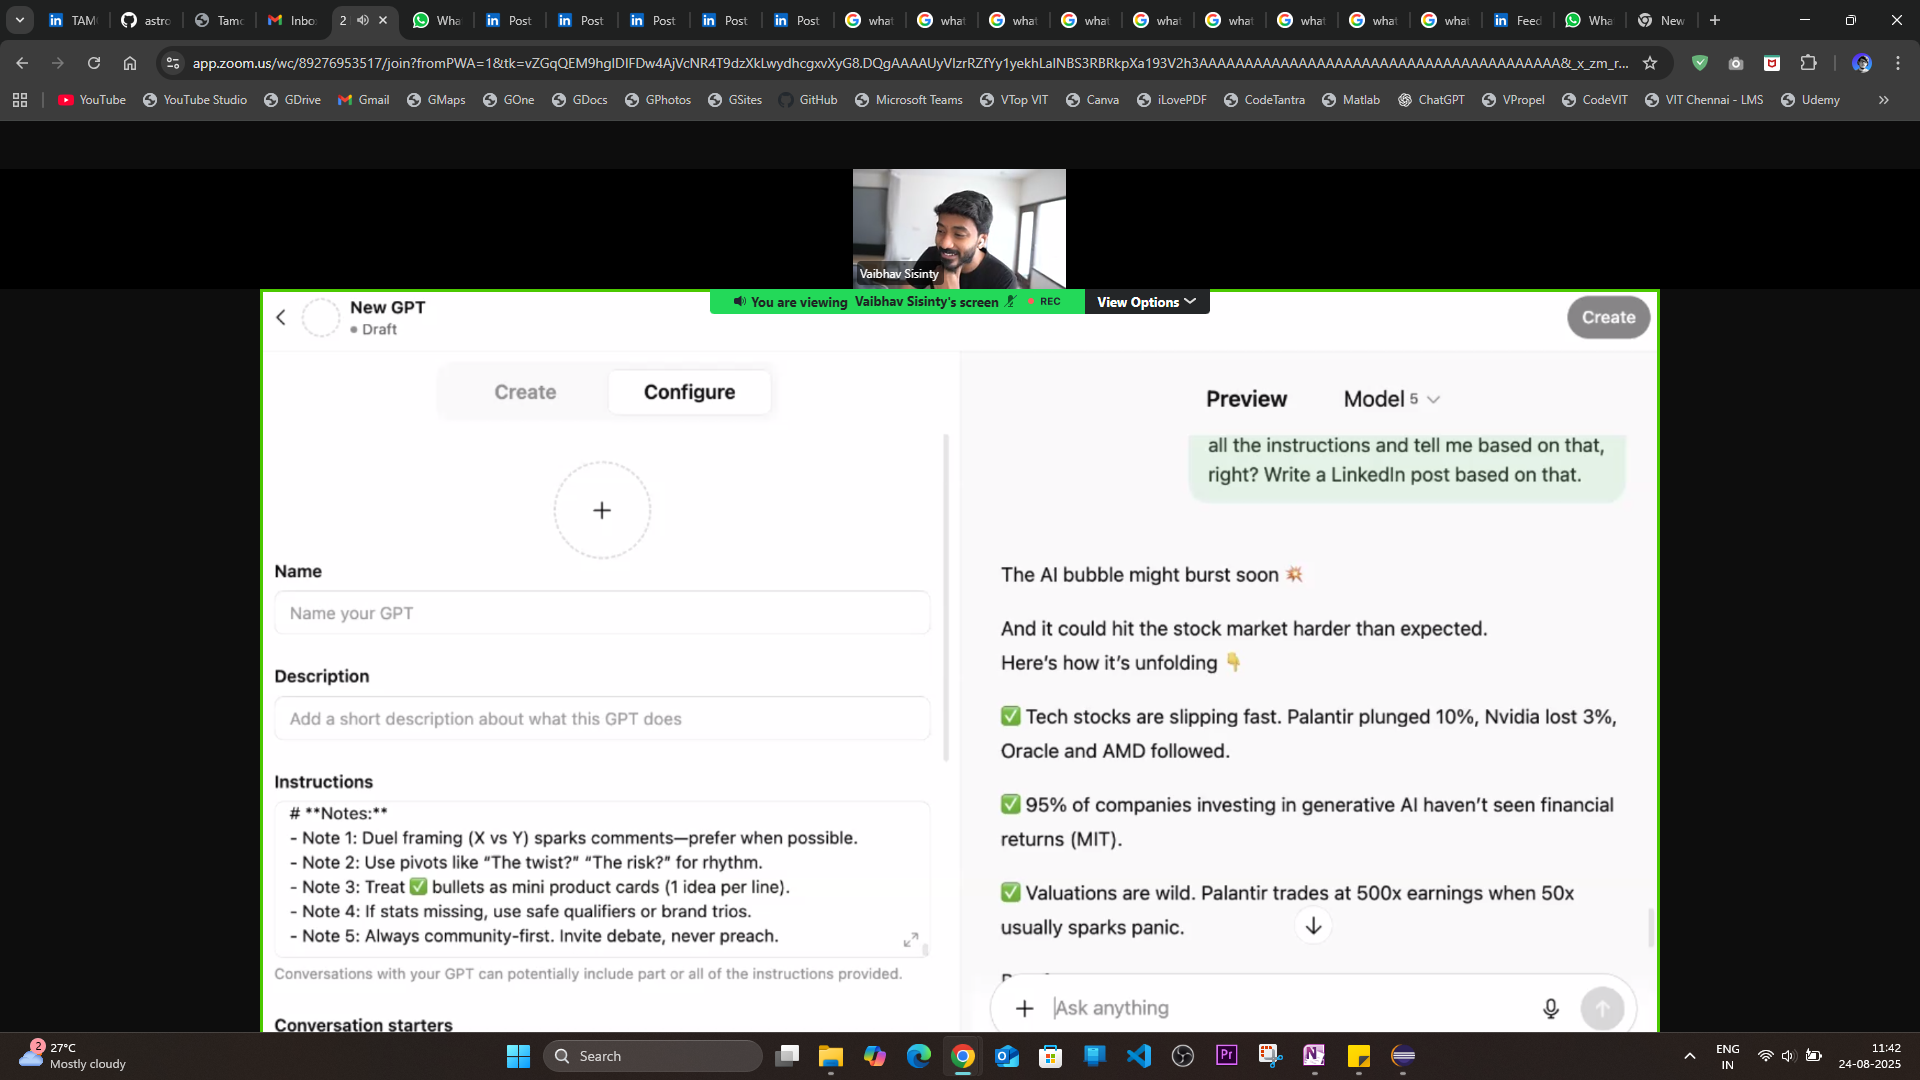 TAM
astro
Tamo
Inbo
2
Wha
Post
Post
Post
Post
Post
what
what
what
what
what
what
what
what
what
Feed
Wha
New
YouTube
YouTube Studio
GDrive
Gmail
GMaps
GOne
GDocs
GPhotos
GSites
GitHub
Microsoft Teams
VTop VIT
Canva
iLovePDF
CodeTantra
Matlab
ChatGPT
VPropel
CodeVIT
VIT Chennai - LMS
Udemy
Vaibhav Sisinty
You are viewing Vaibhav Sisinty's screen
REC
View Options
New GPT
Draft
Create
Create
Configure
Name
Name your GPT
Description
Add a short description about what this GPT does
Instructions
# **Notes:**
- Note 1: Duel framing (X vs Y) sparks comments—prefer when possible.
- Note 2: Use pivots like “The twist?” “The risk?” for rhythm.
- Note 3: Treat ✅ bullets as mini product cards (1 idea per line).
- Note 4: If stats missing, use safe qualifiers or brand trios.
- Note 5: Always community-first. Invite debate, never preach.
Conversations with your GPT can potentially include part or all of the instructions provided.
Conversation starters
Preview
Model 5
all the instructions and tell me based on that,
right? Write a LinkedIn post based on that.
The AI bubble might burst soon 💥
And it could hit the stock market harder than expected.
Here’s how it’s unfolding 👇
✅ Tech stocks are slipping fast. Palantir plunged 10%, Nvidia lost 3%,
Oracle and AMD followed.
✅ 95% of companies investing in generative AI haven’t seen financial
returns (MIT).
✅ Valuations are wild. Palantir trades at 500x earnings when 50x
usually sparks panic.
Ask anything
2
27°C
Mostly cloudy
Search
ENG
IN
11:42
24-08-2025